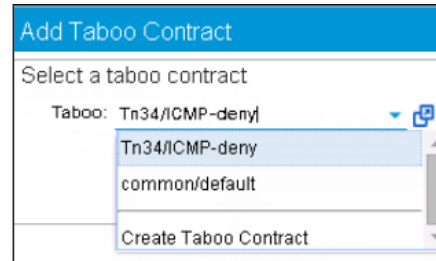 Add Taboo Contract
Select a taboo contract
Taboo: Tn34/ICMP-deny
Tn34/ICMP-deny
common/default
Create Taboo Contract